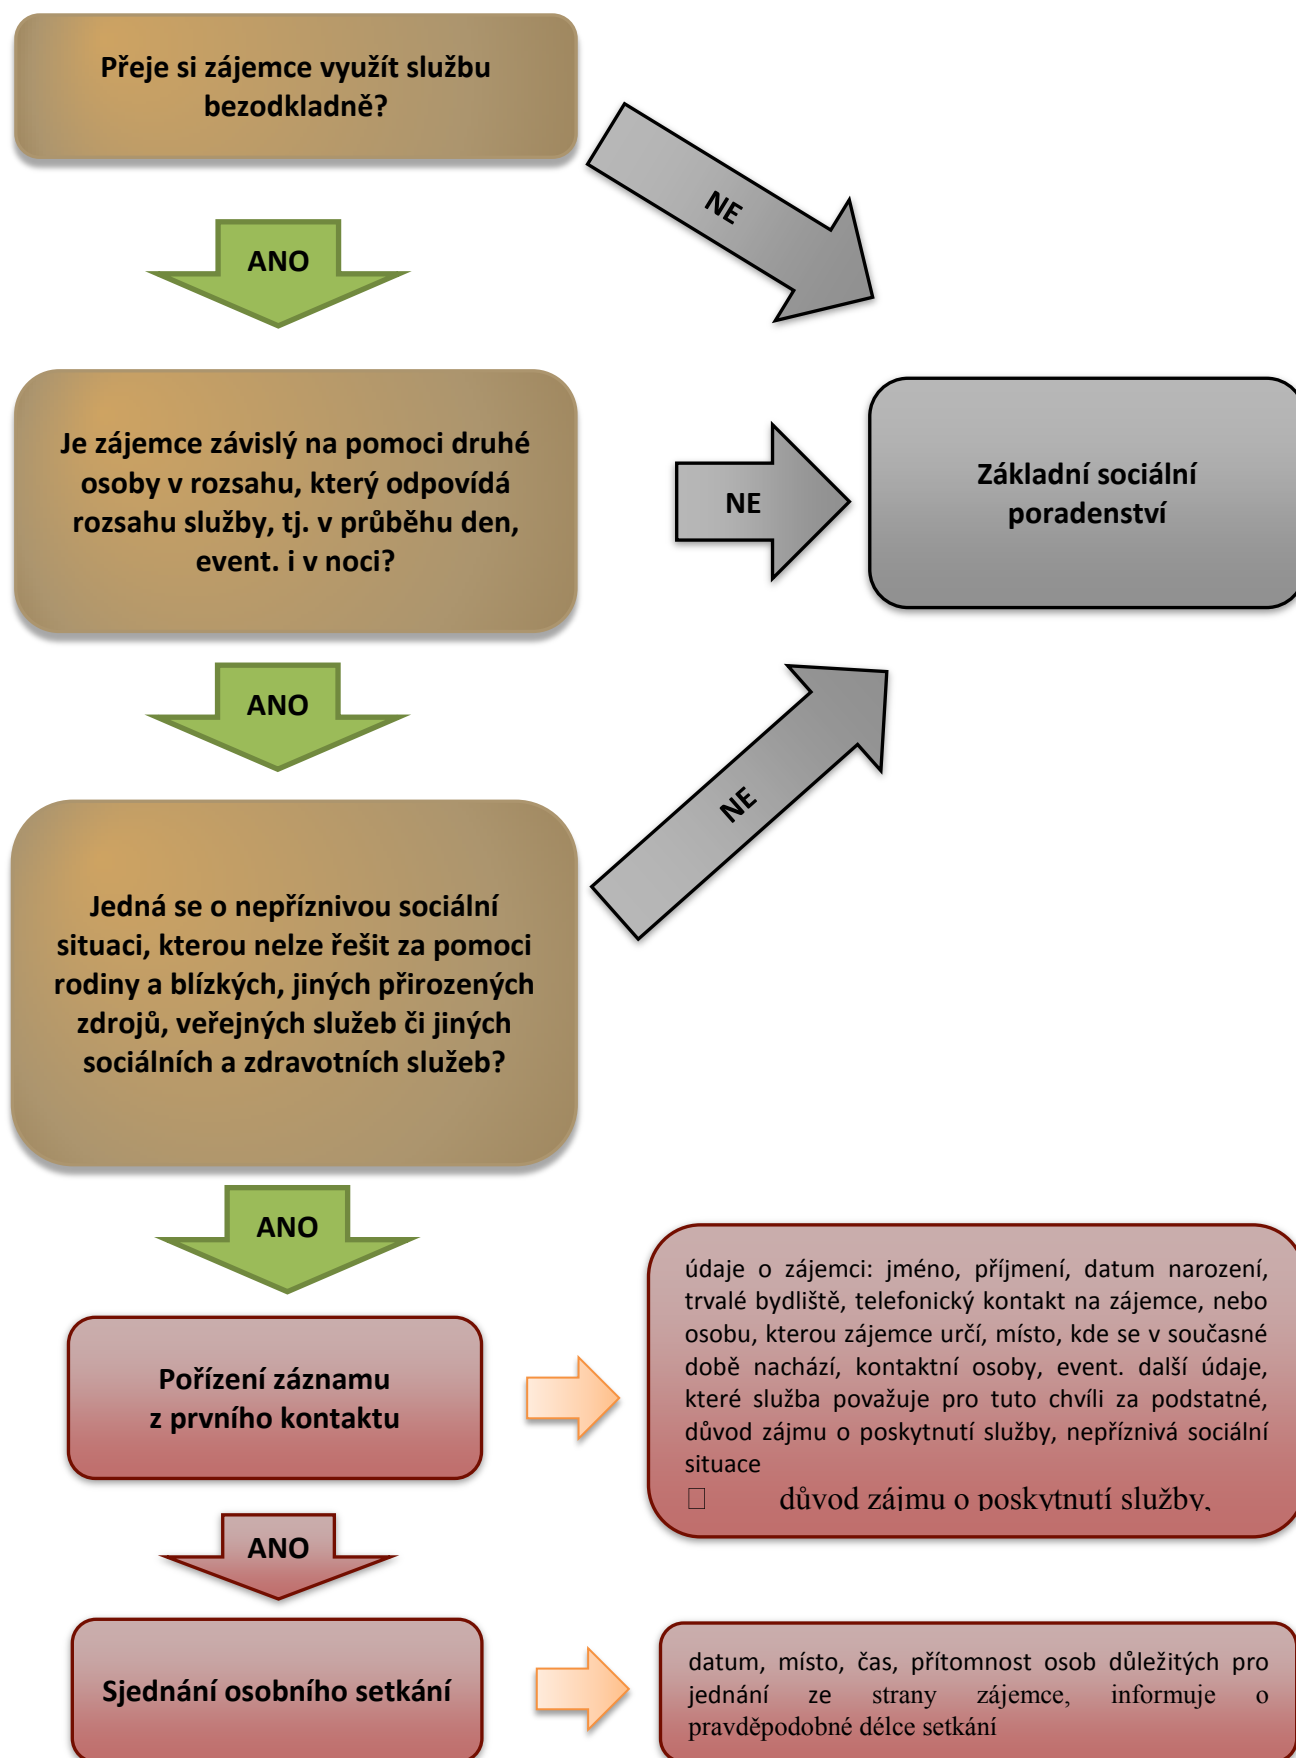 Přeje si zájemce využít službu
bezodkladně?
NE
ANO
Je zájemce závislý na pomoci druhé
osoby v rozsahu, který odpovídá
rozsahu služby, tj. v průběhu den,
event. i v noci?
NE
Základní sociální
poradenství
ANO
NE
Jedná se o nepříznivou sociální
situaci, kterou nelze řešit za pomoci
rodiny a blízkých, jiných přirozených
zdrojů, veřejných služeb či jiných
sociálních a zdravotních služeb?
ANO
Pořízení záznamu
z prvního kontaktu
údaje o zájemci: jméno, příjmení, datum narození,
trvalé bydliště, telefonický kontakt na zájemce, nebo
osobu, kterou zájemce určí, místo, kde se v současné
době nachází, kontaktní osoby, event. další údaje,
které služba považuje pro tuto chvíli za podstatné,
důvod zájmu o poskytnutí služby, nepříznivá sociální
situace
důvod zájmu o poskytnutí služby,
ANO
Sjednání osobního setkání
datum, místo, čas, přítomnost osob důležitých pro
jednání ze strany zájemce, informuje o
pravděpodobné délce setkání